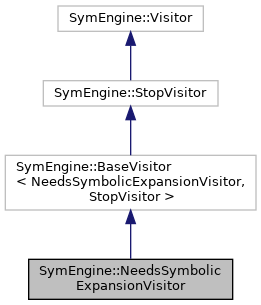 SymEngine::Visitor
SymEngine::StopVisitor
SymEngine::BaseVisitor
< NeedsSymbolicExpansionVisitor,
StopVisitor >
SymEngine::NeedsSymbolic
ExpansionVisitor